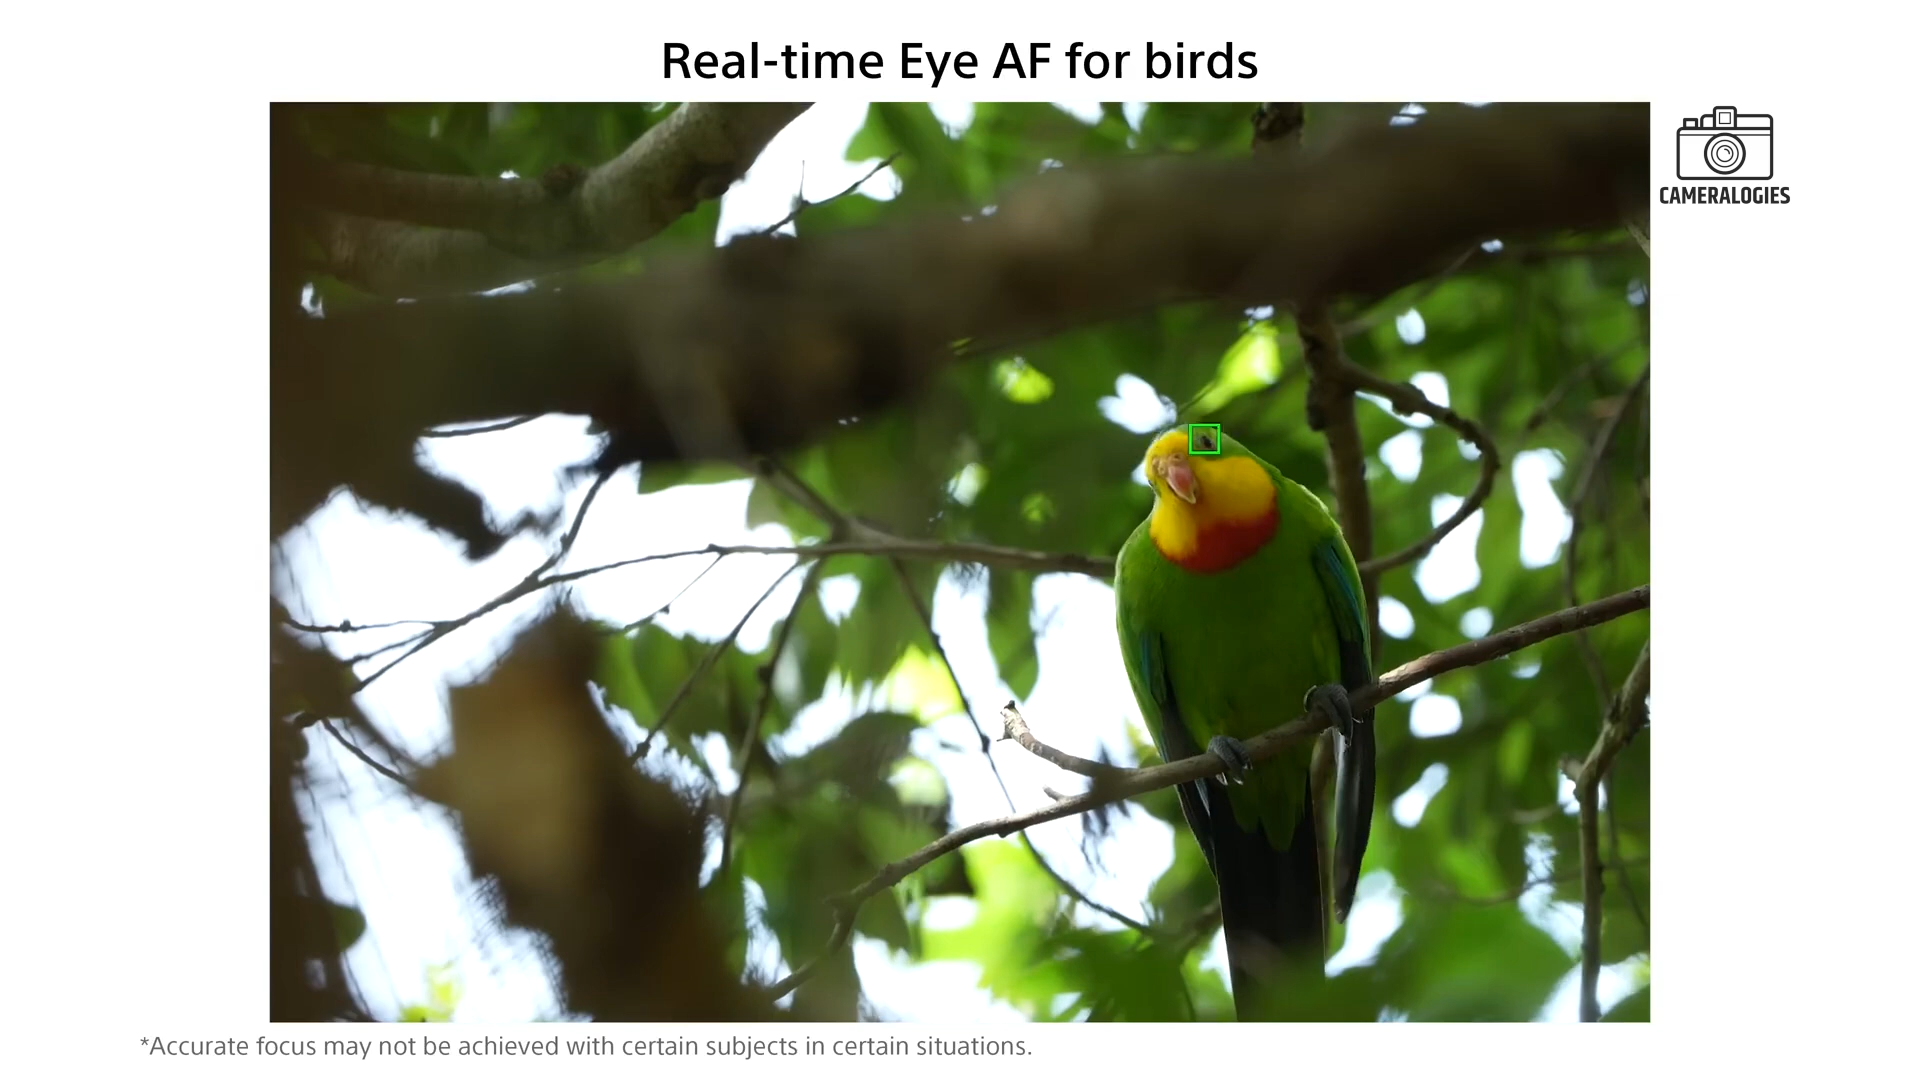 Real-time Eye AF for birds
CAMERALOGIES
*Accurate focus may not be achieved with certain subjects in certain situations.